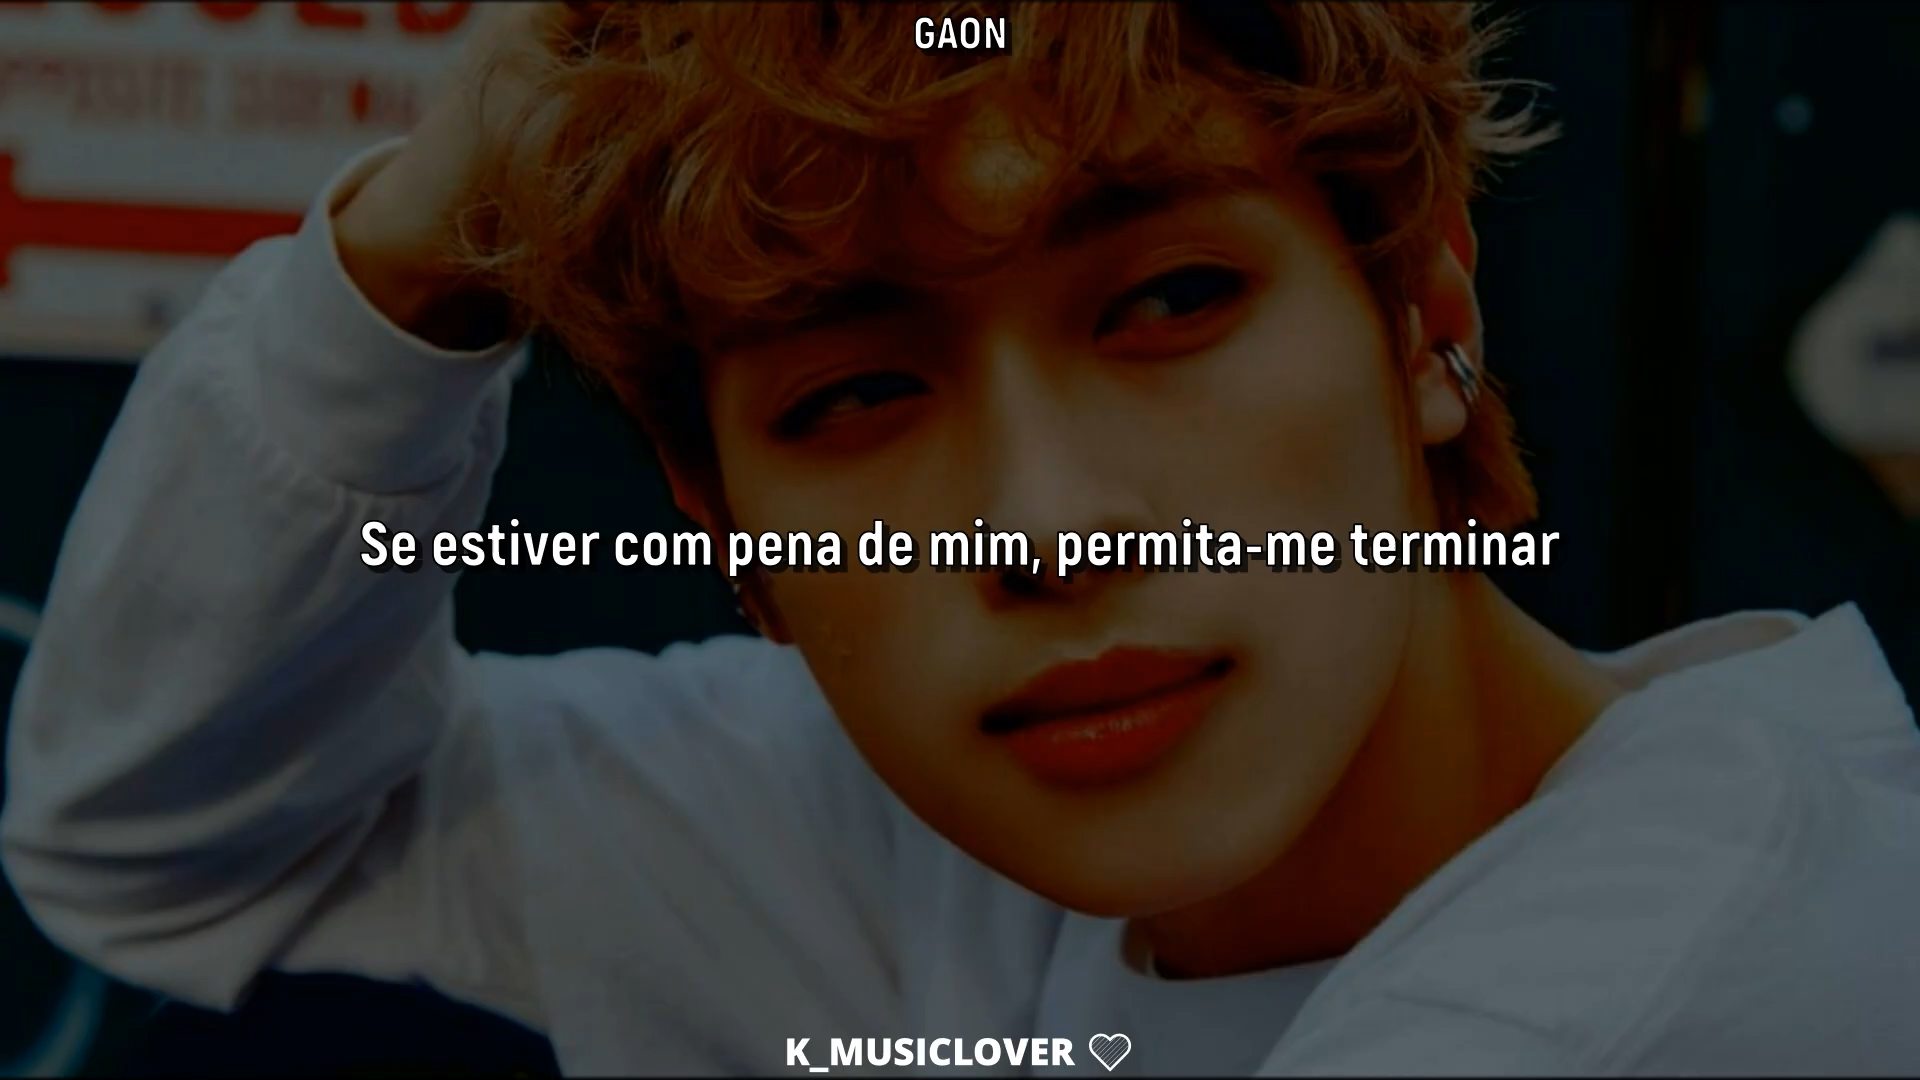 GAON
Se estiver com pena de mim, permita-me terminar
K_MUSICLOVER